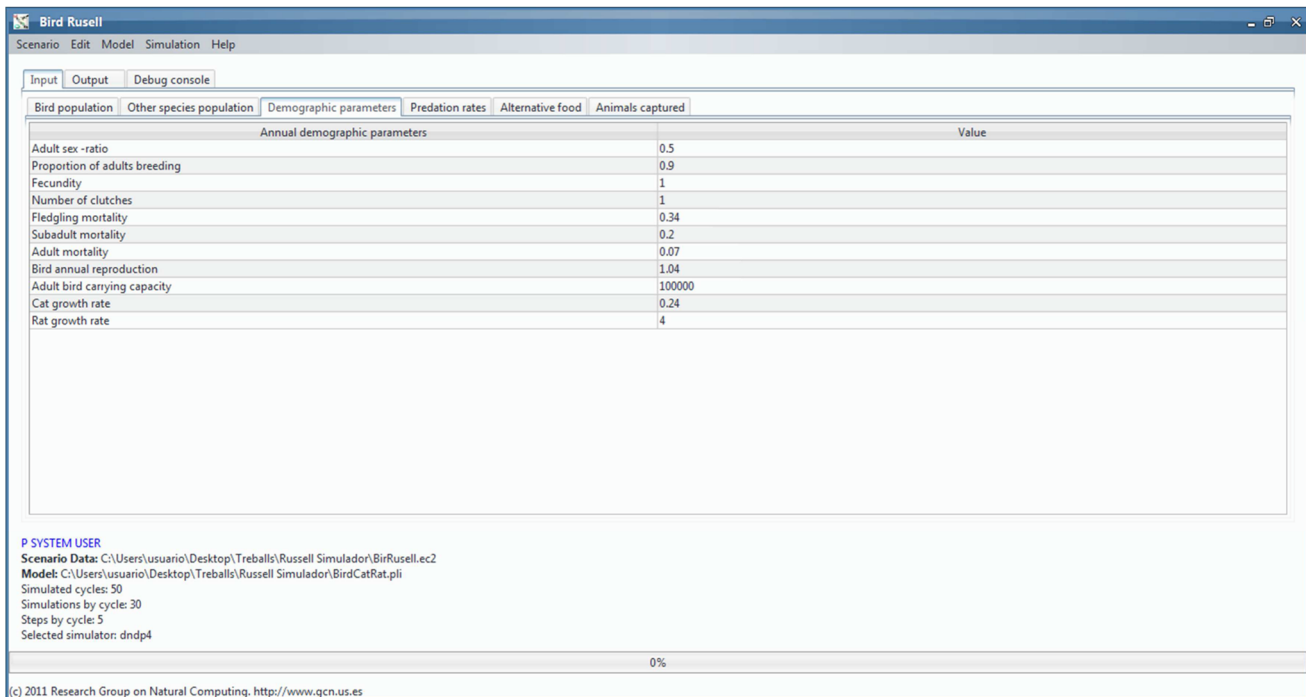 Bird Rusell
Scenario Edit Model Simulation Help
Input Output Debug console
Bird population Other species population Demographic parameters Predation rates Alternative food Animals captured
Annual demographic parameters Value
Adult sex -ratio 0.5
Proportion of adults breeding 0.9
Fecundity 1
Number of clutches 1
Fledgling mortality 0.34
Subadult mortality 0.2
Adult mortality 0.07
Bird annual reproduction 1.04
Adult bird carrying capacity 100000
Cat growth rate 0.24
Rat growth rate 4
P SYSTEM USER
Scenario Data: C:\Users\usuario\Desktop\Treballs\Russell Simulador\BirRusell.ec2
Model: C:\Users\usuario\Desktop\Treballs\Russell Simulador\BirdCatRat.pli
Simulated cycles: 50
Simulations by cycle: 30
Steps by cycle: 5
Selected simulator: dndp4
0%
(c) 2011 Research Group on Natural Computing. http://www.gcn.us.es